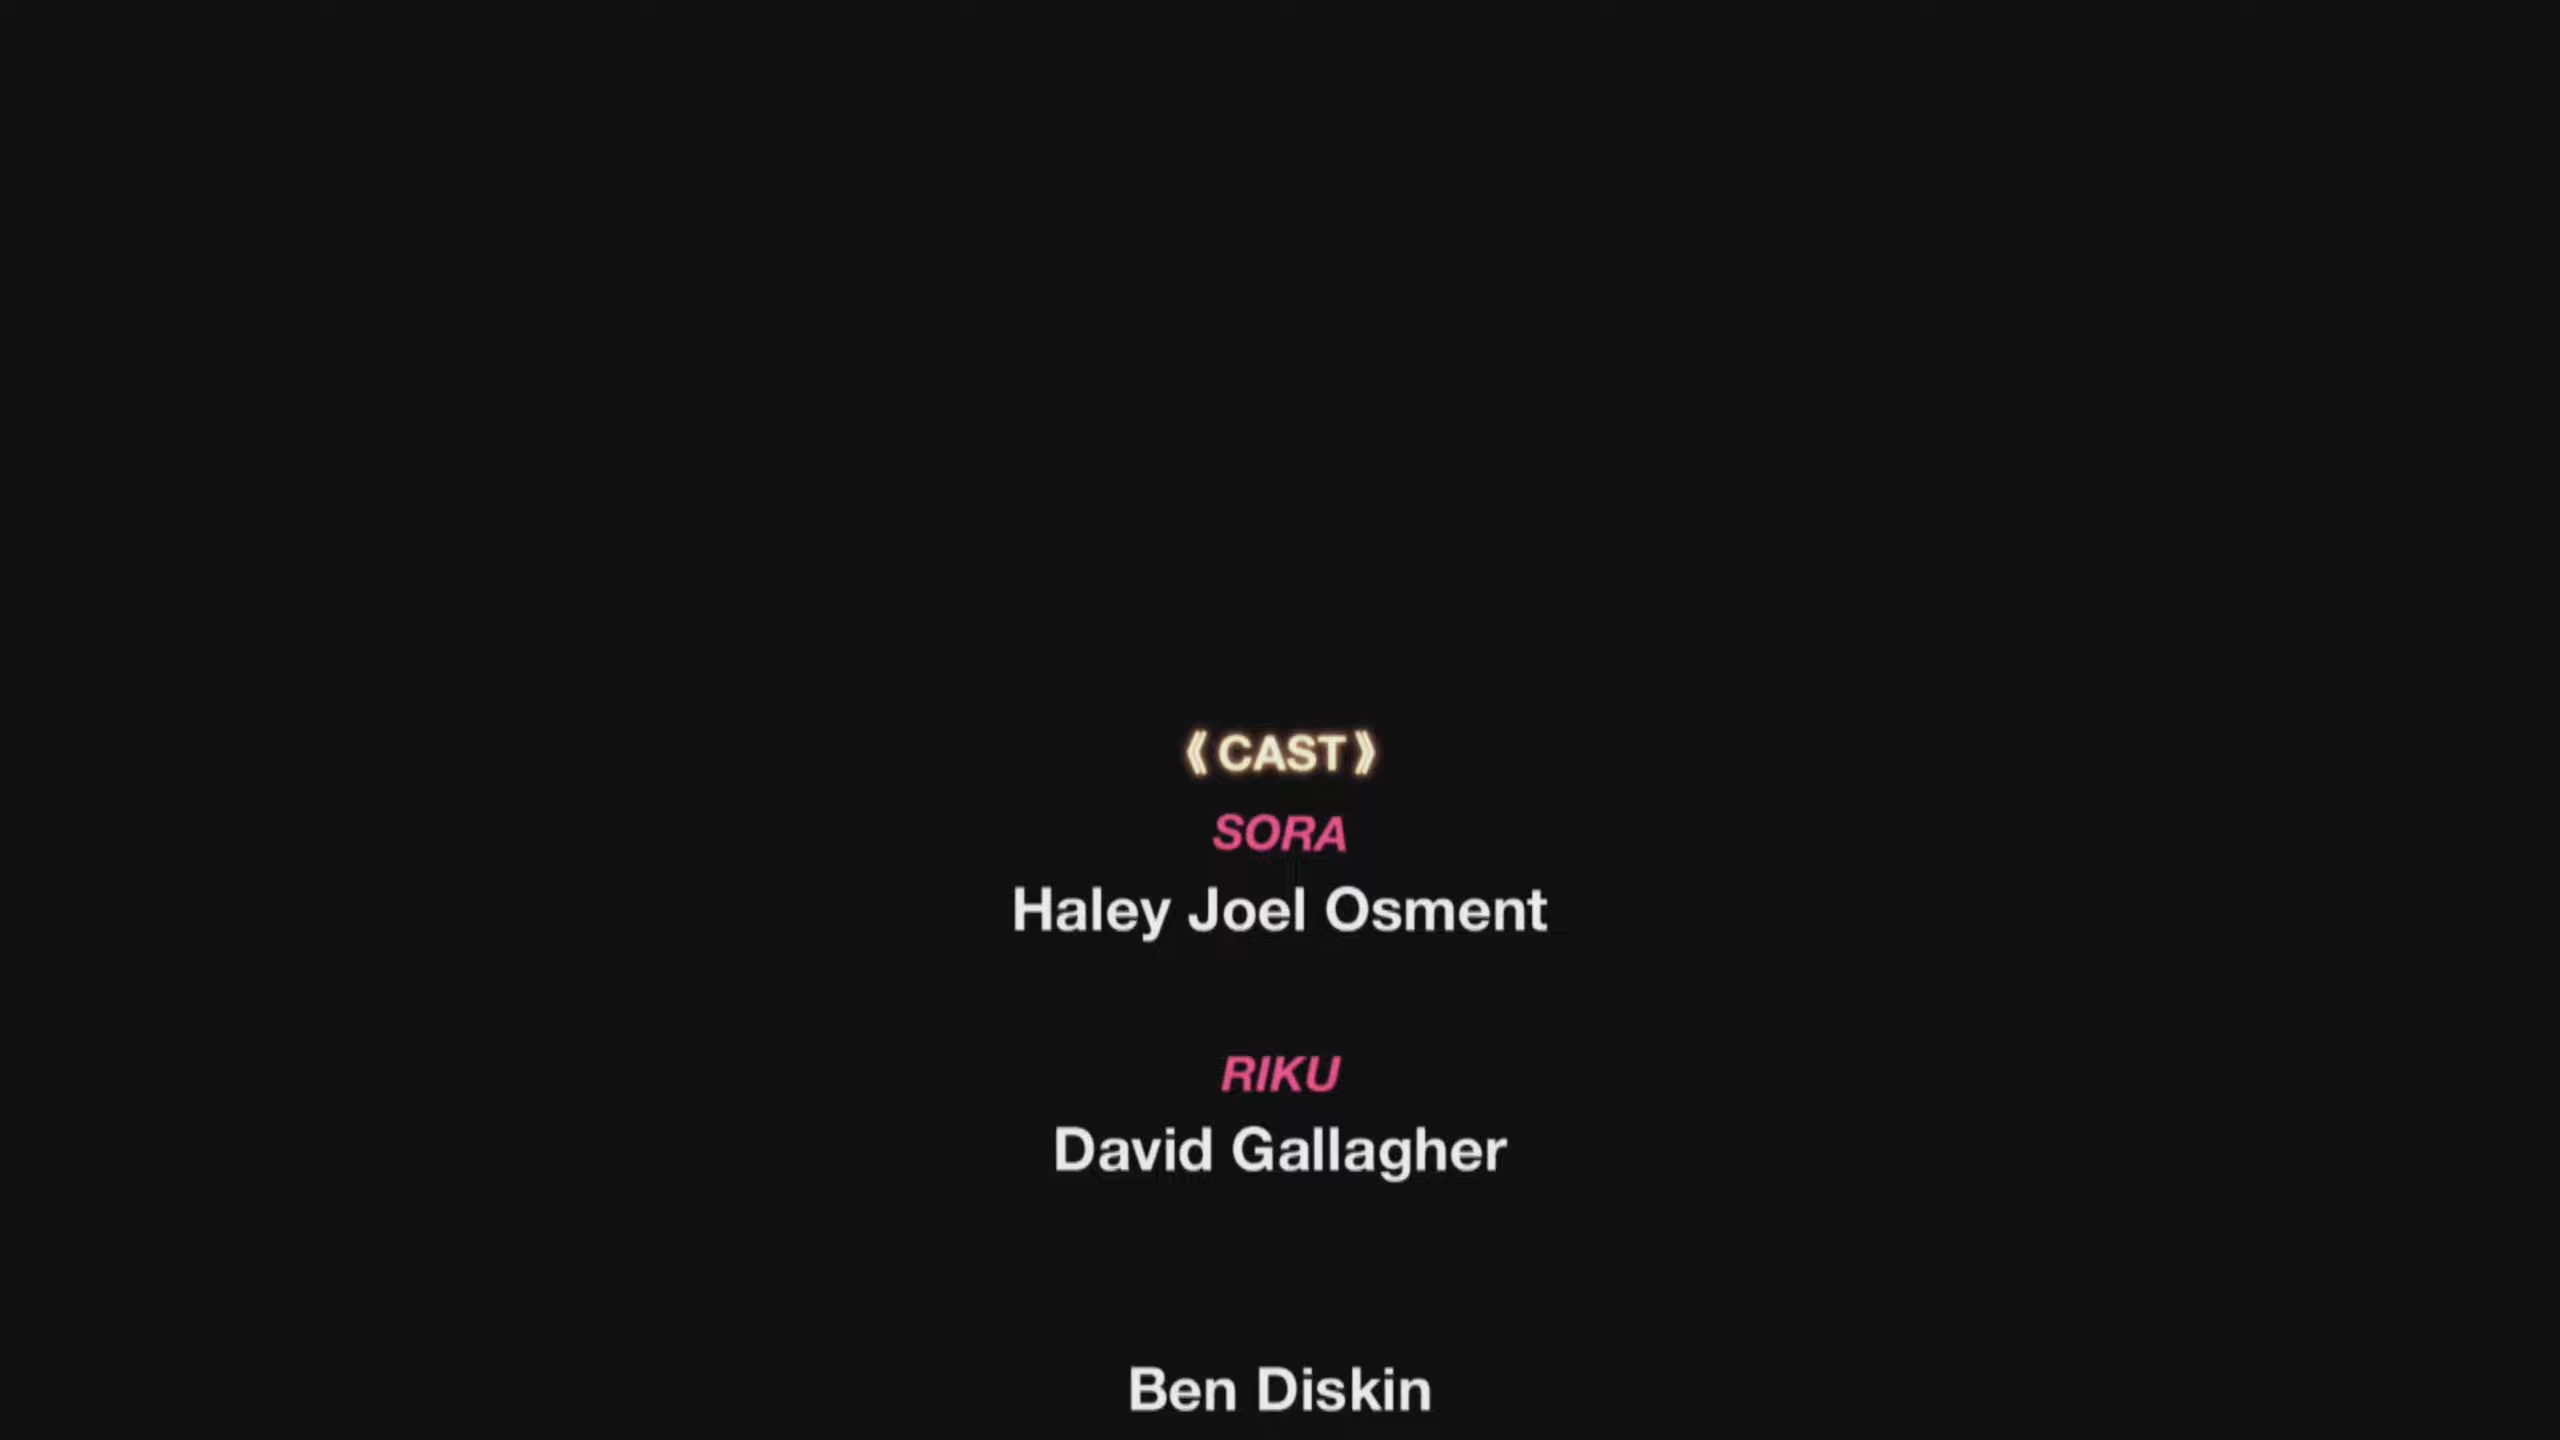 《CAST》
SORA
Haley Joel Osment
RIKU
David Gallagher
Ben Diskin